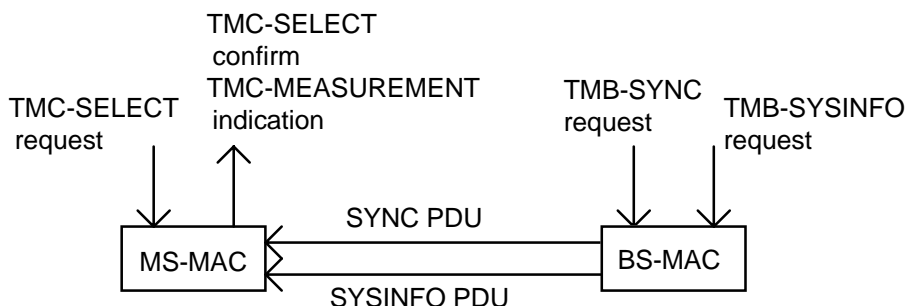 TMC-SELECT
confirm
TMC-MEASUREMENT
indication
TMC-SELECT
request
TMB-SYNC
request
TMB-SYSINFO
request
SYNC PDU
MS-MAC
BS-MAC
SYSINFO PDU